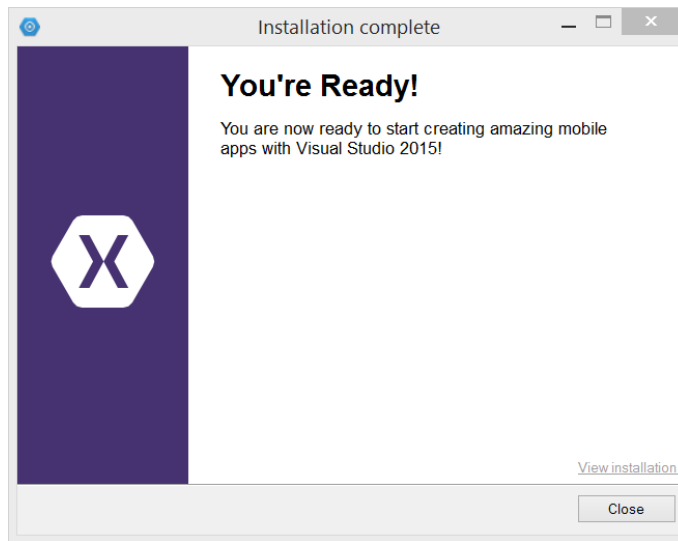 Installation complete
You're Ready!
You are now ready to start creating amazing mobile
apps with Visual Studio 2015!
View installation
Close